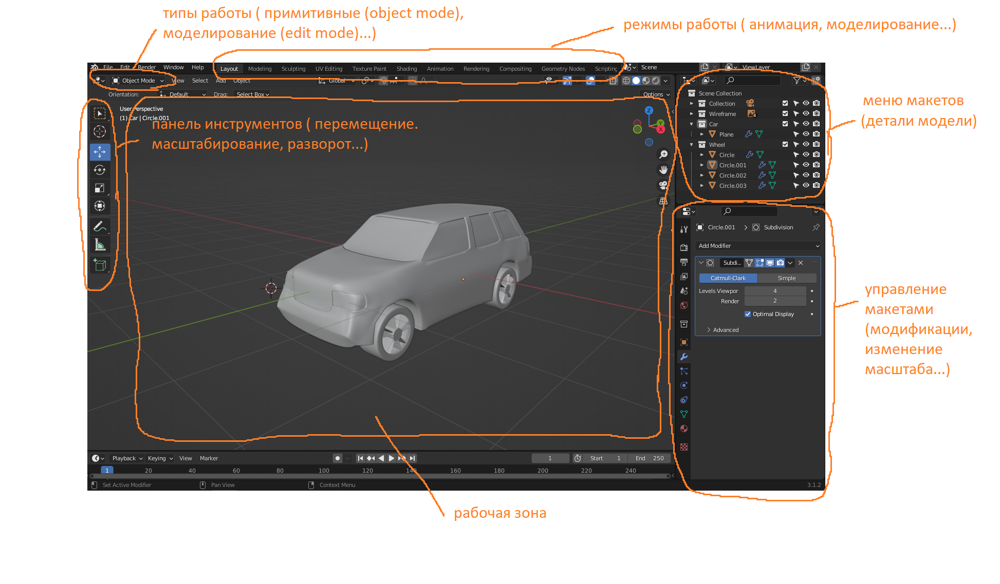 типы работы ( примитивные (object mode),
моделирование (edit mode)...)
режимы работы ( анимация, моделирование...)
File Edit Render Window Help
Layout Modeling Sculpting UV Editing Texture Paint Shading Animation Rendering Compositing Geometry Nodes Scripting
Scene
ViewLayer
Object Mode View Select Add Object
Global
Orientation: Default Drag: Select Box
Options
User Perspective
(1) Car | Circle.001
панель инструментов ( перемещение.
масштабирование, разворот...)
Z
Y
X
Scene Collection
Collection
Wireframe 4
Car
Plane
Wheel
Circle
Circle.001
Circle.002
Circle.003
меню макетов
(детали модели)
Circle.001 Subdivision
Add Modifier
Subdi...
Catmull-Clark Simple
Levels Viewpor 4
Render 2
Optimal Display
Advanced
управление
макетами
(модификации,
изменение
масштаба...)
Playback Keying View Marker
1 Start 1 End 250
1 20 40 60 80 100 120 140 160 180 200 220 240
Set Active Modifier Pan View Context Menu
3.1.2
рабочая зона